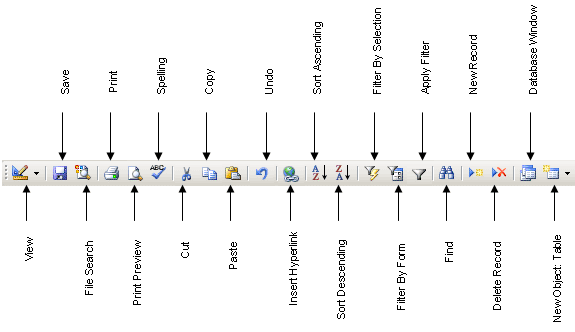 Save
Print
Spelling
Copy
Undo
Sort Ascending
Filter By Selection
Apply Filter
New Record
Database Window
ABC
A
Z
Z
A
View
File Search
Print Preview
Cut
Paste
Insert Hyperlink
Sort Descending
Filter By Form
Find
Delete Record
New Object: Table